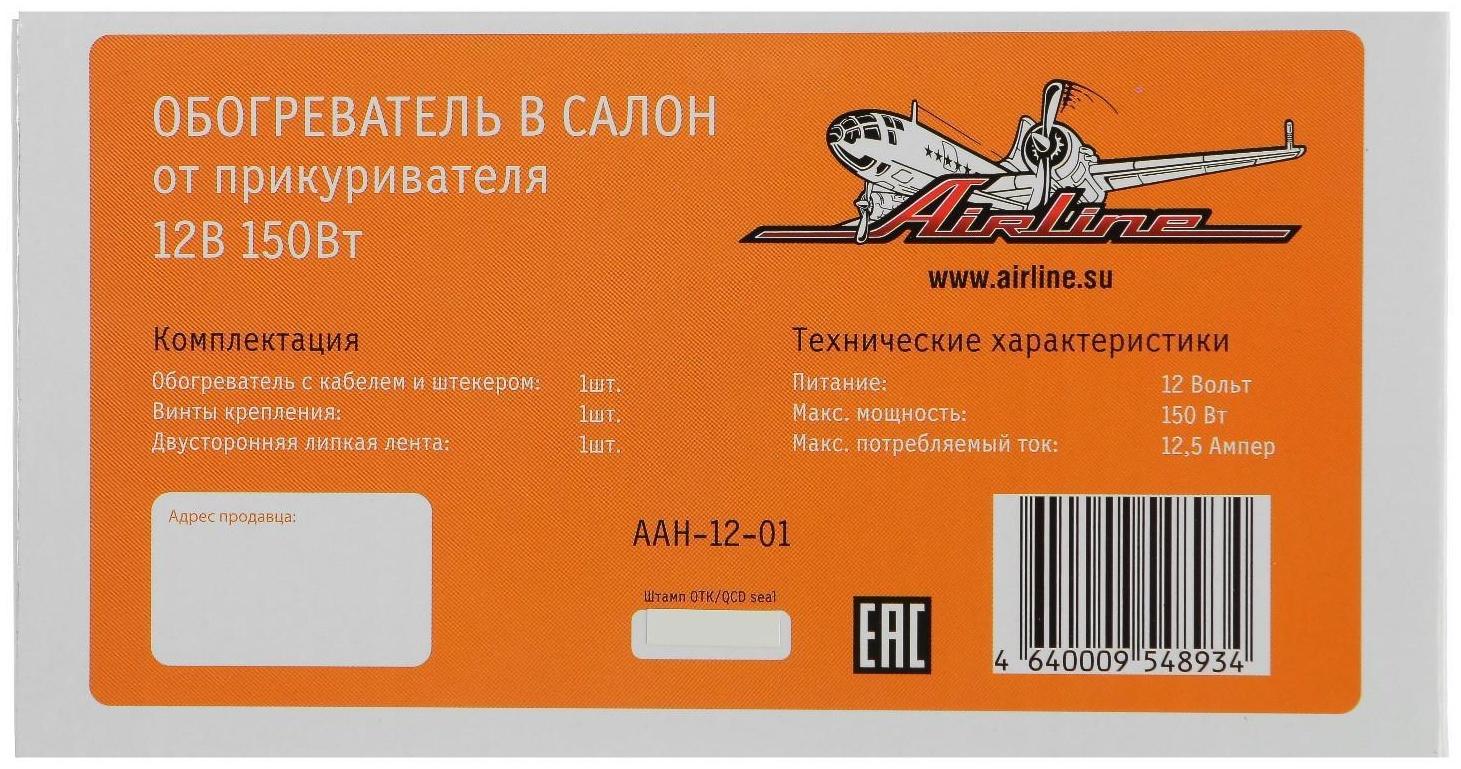 ОБОГРЕВАТЕЛЬ В САЛОН
от прикуривателя
12В 150Вт
AirLine
www.airline.su
Комплектация
Обогреватель с кабелем и штекером: 1шт.
Винты крепления: 1шт.
Двусторонняя липкая лента: 1шт.
Технические характеристики
Питание: 12 Вольт
Макс. мощность: 150 Вт
Макс. потребляемый ток: 12,5 Ампер
Адрес продавца:
ААН-12-01
Штамп ОТК/QCD seal
EAC
4 640009 548934